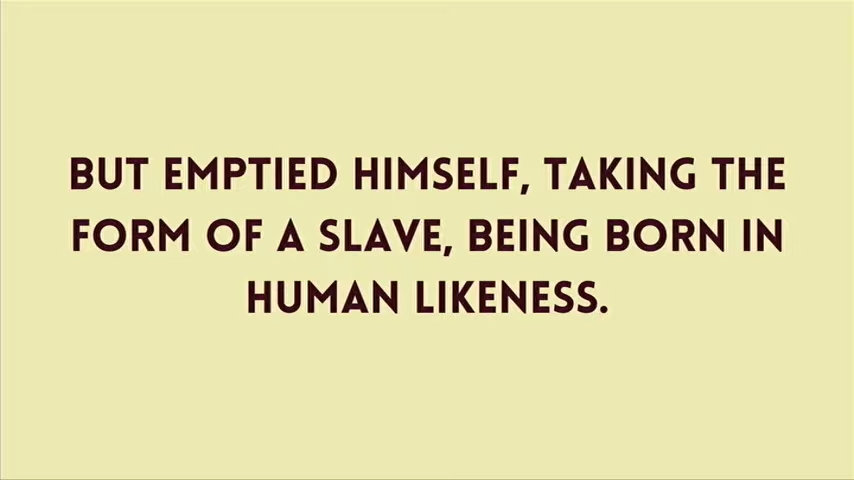 BUT EMPTIED HIMSELF, TAKING THE
FORM OF A SLAVE, BEING BORN IN
HUMAN LIKENESS.